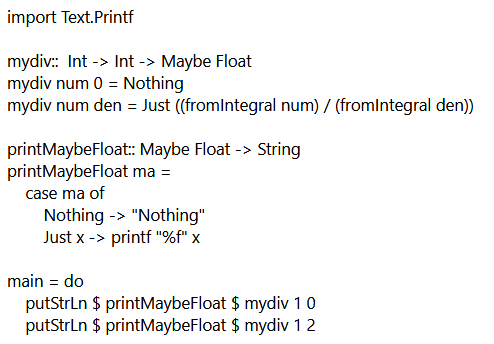 import Text.Printf

mydiv::  Int -> Int -> Maybe Float
mydiv num 0 = Nothing
mydiv num den = Just ((fromIntegral num) / (fromIntegral den))

printMaybeFloat:: Maybe Float -> String
printMaybeFloat ma =
    case ma of
        Nothing -> "Nothing"
        Just x -> printf "%f" x

main = do
    putStrLn $ printMaybeFloat $ mydiv 1 0
    putStrLn $ printMaybeFloat $ mydiv 1 2